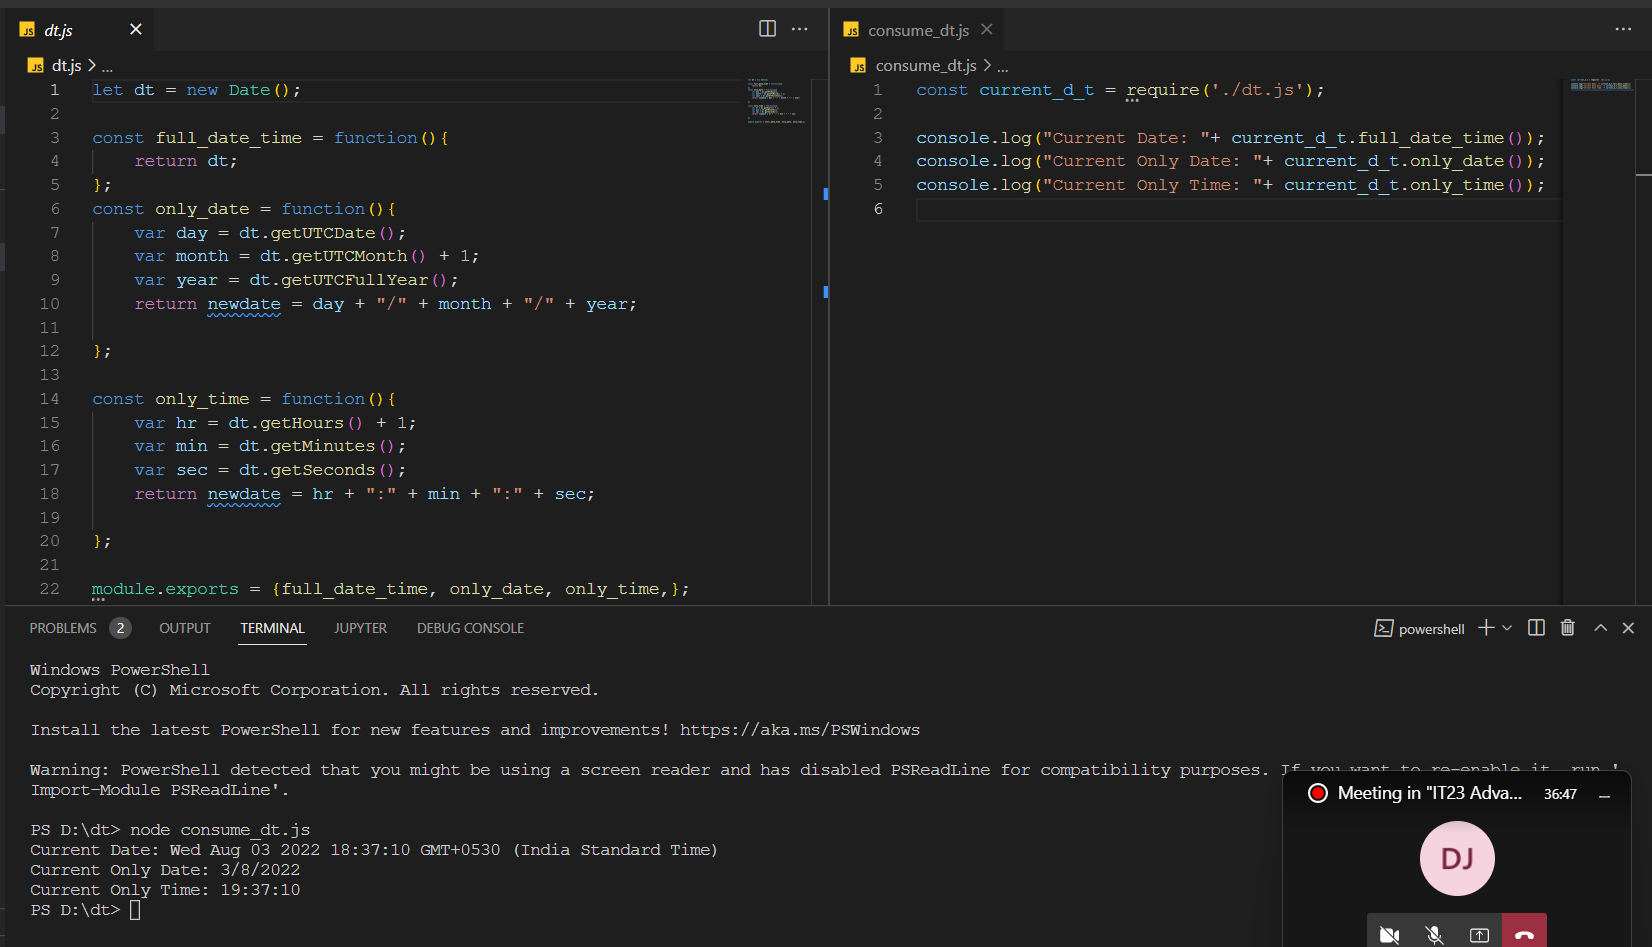 JS dt.js
JS dt.js > ...
1 let dt = new Date();
2
3 const full_date_time = function(){
4     return dt;
5 };
6 const only_date = function(){
7     var day = dt.getUTCDate();
8     var month = dt.getUTCMonth() + 1;
9     var year = dt.getUTCFullYear();
10     return newdate = day + "/" + month + "/" + year;
11
12 };
13
14 const only_time = function(){
15     var hr = dt.getHours() + 1;
16     var min = dt.getMinutes();
17     var sec = dt.getSeconds();
18     return newdate = hr + ":" + min + ":" + sec;
19
20 };
21
22 module.exports = {full_date_time, only_date, only_time,};
JS consume_dt.js
JS consume_dt.js > ...
1 const current_d_t = require('./dt.js');
2
3 console.log("Current Date: "+ current_d_t.full_date_time());
4 console.log("Current Only Date: "+ current_d_t.only_date());
5 console.log("Current Only Time: "+ current_d_t.only_time());
6
PROBLEMS 2 OUTPUT TERMINAL JUPYTER DEBUG CONSOLE powershell
Windows PowerShell
Copyright (C) Microsoft Corporation. All rights reserved.
Install the latest PowerShell for new features and improvements! https://aka.ms/PSWindows
Warning: PowerShell detected that you might be using a screen reader and has disabled PSReadLine for compatibility purposes. If you want to re-enable it, run '
Import-Module PSReadLine'.
PS D:\dt> node consume_dt.js
Current Date: Wed Aug 03 2022 18:37:10 GMT+0530 (India Standard Time)
Current Only Date: 3/8/2022
Current Only Time: 19:37:10
PS D:\dt>
Meeting in "IT23 Adva... 36:47
DJ